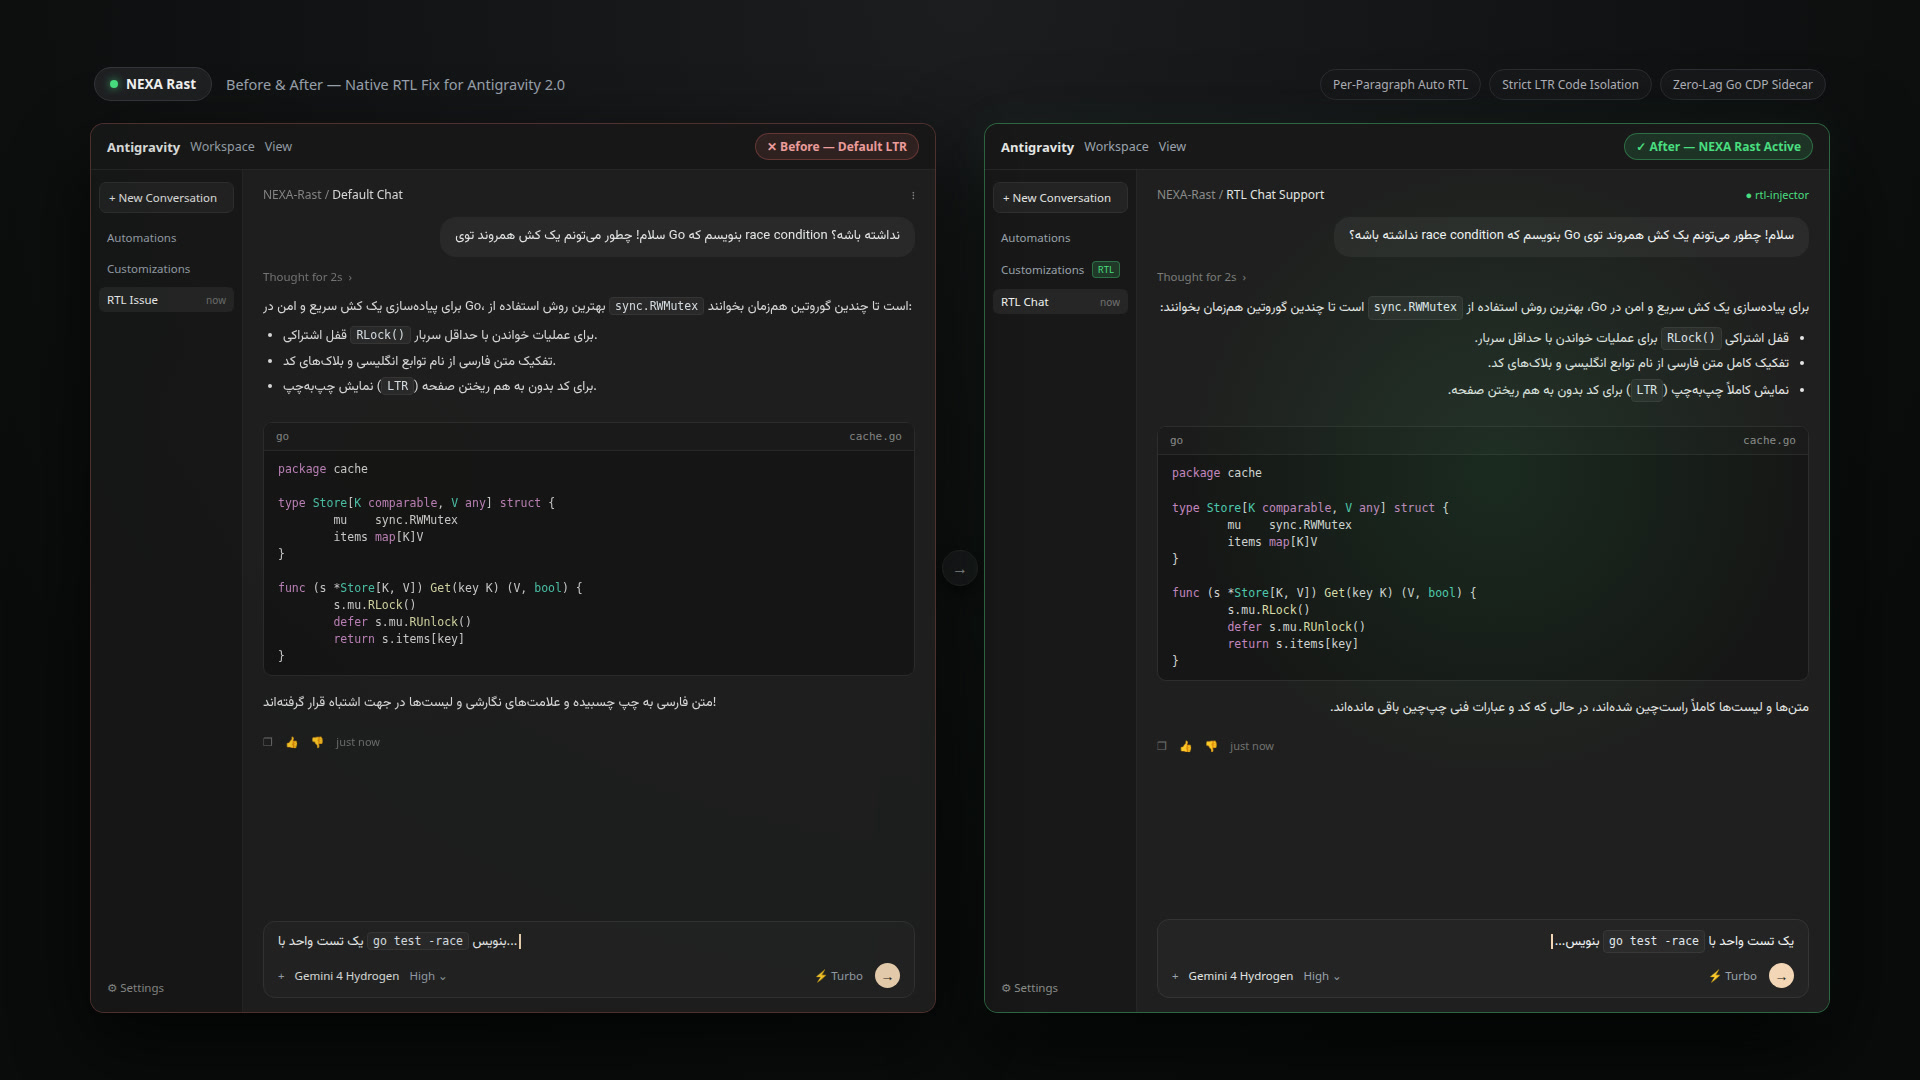 NEXA Rast
Before & After — Native RTL Fix for Antigravity 2.0
Per-Paragraph Auto RTL
Strict LTR Code Isolation
Zero-Lag Go CDP Sidecar
Antigravity Workspace View
✕ Before — Default LTR
+ New Conversation
Automations
Customizations
RTL Issue now
⚙ Settings
NEXA-Rast / Default Chat ⋮
سلام! چطور می‌تونم یک کش همروند توی Go بنویسم که race condition نداشته باشه؟
Thought for 2s ›
برای پیاده‌سازی یک کش سریع و امن در Go، بهترین روش استفاده از sync.RWMutex است تا چندین گوروتین هم‌زمان بخوانند:
• قفل اشتراکی RLock() برای عملیات خواندن با حداقل سربار.
• تفکیک متن فارسی از نام توابع انگلیسی و بلاک‌های کد.
• نمایش چپ‌به‌چپ (LTR) برای کد بدون به هم ریختن صفحه.
go cache.go
package cache
type Store[K comparable, V any] struct {
mu    sync.RWMutex
items map[K]V
}
func (s *Store[K, V]) Get(key K) (V, bool) {
s.mu.RLock()
defer s.mu.RUnlock()
return s.items[key]
}
متن فارسی به چپ چسبیده و علامت‌های نگارشی و لیست‌ها در جهت اشتباه قرار گرفته‌اند!
❐ 👍 👎 just now
یک تست واحد با go test -race بنویس...
+ Gemini 4 Hydrogen High ⌄ ⚡ Turbo →
→
Antigravity Workspace View
✓ After — NEXA Rast Active
+ New Conversation
Automations
Customizations RTL
RTL Chat now
⚙ Settings
NEXA-Rast / RTL Chat Support
● rtl-injector
سلام! چطور می‌تونم یک کش همروند توی Go بنویسم که race condition نداشته باشه؟
Thought for 2s ›
برای پیاده‌سازی یک کش سریع و امن در Go، بهترین روش استفاده از sync.RWMutex است تا چندین گوروتین هم‌زمان بخوانند:
• قفل اشتراکی RLock() برای عملیات خواندن با حداقل سربار.
• تفکیک کامل متن فارسی از نام توابع انگلیسی و بلاک‌های کد.
• نمایش کاملاً چپ‌به‌چپ (LTR) برای کد بدون به هم ریختن صفحه.
go cache.go
package cache
type Store[K comparable, V any] struct {
mu    sync.RWMutex
items map[K]V
}
func (s *Store[K, V]) Get(key K) (V, bool) {
s.mu.RLock()
defer s.mu.RUnlock()
return s.items[key]
}
متن‌ها و لیست‌ها کاملاً راست‌چین شده‌اند، در حالی که کد و عبارات فنی چپ‌چین باقی مانده‌اند.
❐ 👍 👎 just now
یک تست واحد با go test -race بنویس...
+ Gemini 4 Hydrogen High ⌄ ⚡ Turbo →